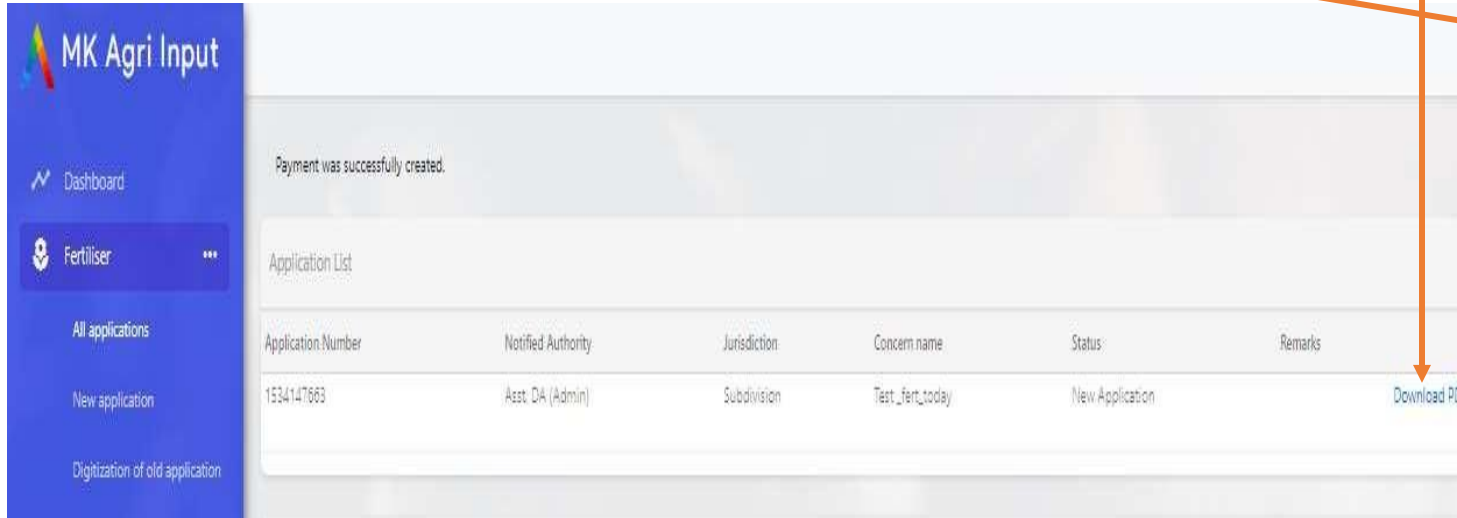 MK Agri Input
Payment was successfully created.
Dashboard
Fertiliser
Application List
All applications
Application Number Notified Authority Jurisdiction Concern name Status Remarks
New application
1534147663 Asst. DA (Admin) Subdivision Test_fert_today New Application Download
Digitization of old application